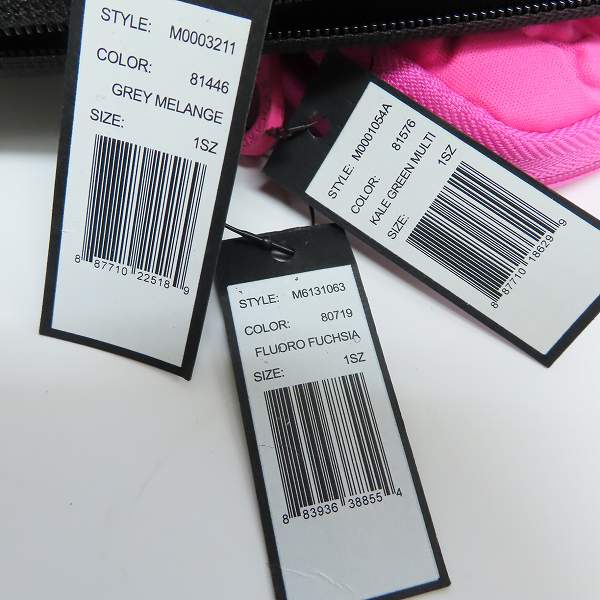 STYLE: M0003211
COLOR: 81446
GREY MELANGE
SIZE: 1SZ
8 87710 22518 9
STYLE: M0001054A
COLOR: 81576
KALE GREEN MULTI
SIZE: 1SZ
8 87710 18629 9
STYLE: M6131063
COLOR: 80719
FLUORO FUCHSIA
SIZE: 1SZ
8 83936 38855 4